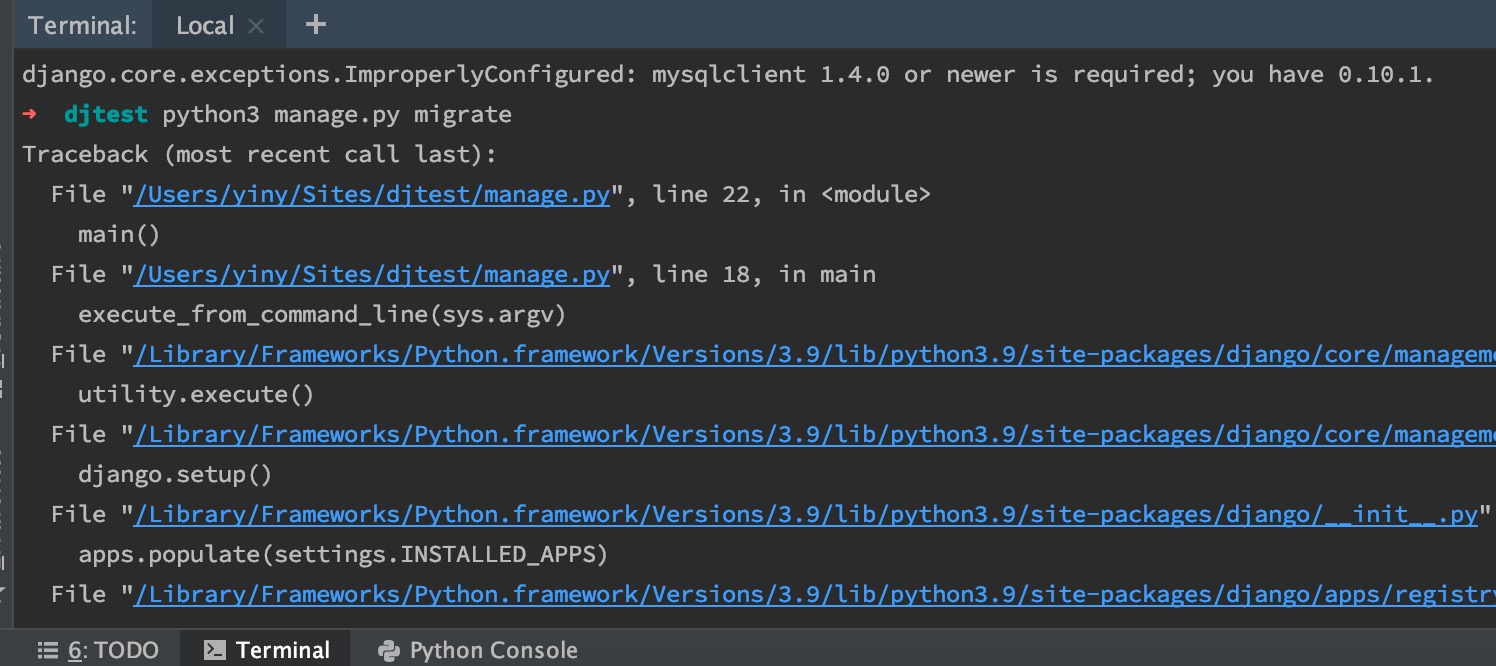 Terminal: Local × +
django.core.exceptions.ImproperlyConfigured: mysqlclient 1.4.0 or newer is required; you have 0.10.1.
➜ djtest python3 manage.py migrate
Traceback (most recent call last):
File "/Users/yiny/Sites/djtest/manage.py", line 22, in <module>
main()
File "/Users/yiny/Sites/djtest/manage.py", line 18, in main
execute_from_command_line(sys.argv)
File "/Library/Frameworks/Python.framework/Versions/3.9/lib/python3.9/site-packages/django/core/manageme
utility.execute()
File "/Library/Frameworks/Python.framework/Versions/3.9/lib/python3.9/site-packages/django/core/manageme
django.setup()
File "/Library/Frameworks/Python.framework/Versions/3.9/lib/python3.9/site-packages/django/__init__.py"
apps.populate(settings.INSTALLED_APPS)
File "/Library/Frameworks/Python.framework/Versions/3.9/lib/python3.9/site-packages/django/apps/registry
6: TODO Terminal Python Console